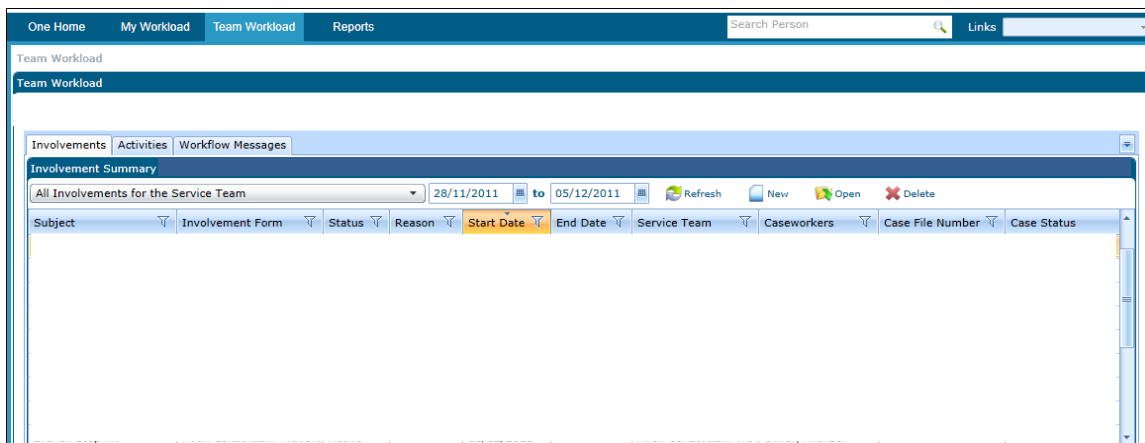 One Home My Workload Team Workload Reports Search Person Links
Team Workload
Team Workload
Involvements Activities Workflow Messages
Involvement Summary
All Involvements for the Service Team 28/11/2011 to 05/12/2011 Refresh New Open Delete
Subject Involvement Form Status Reason Start Date End Date Service Team Caseworkers Case File Number Case Status